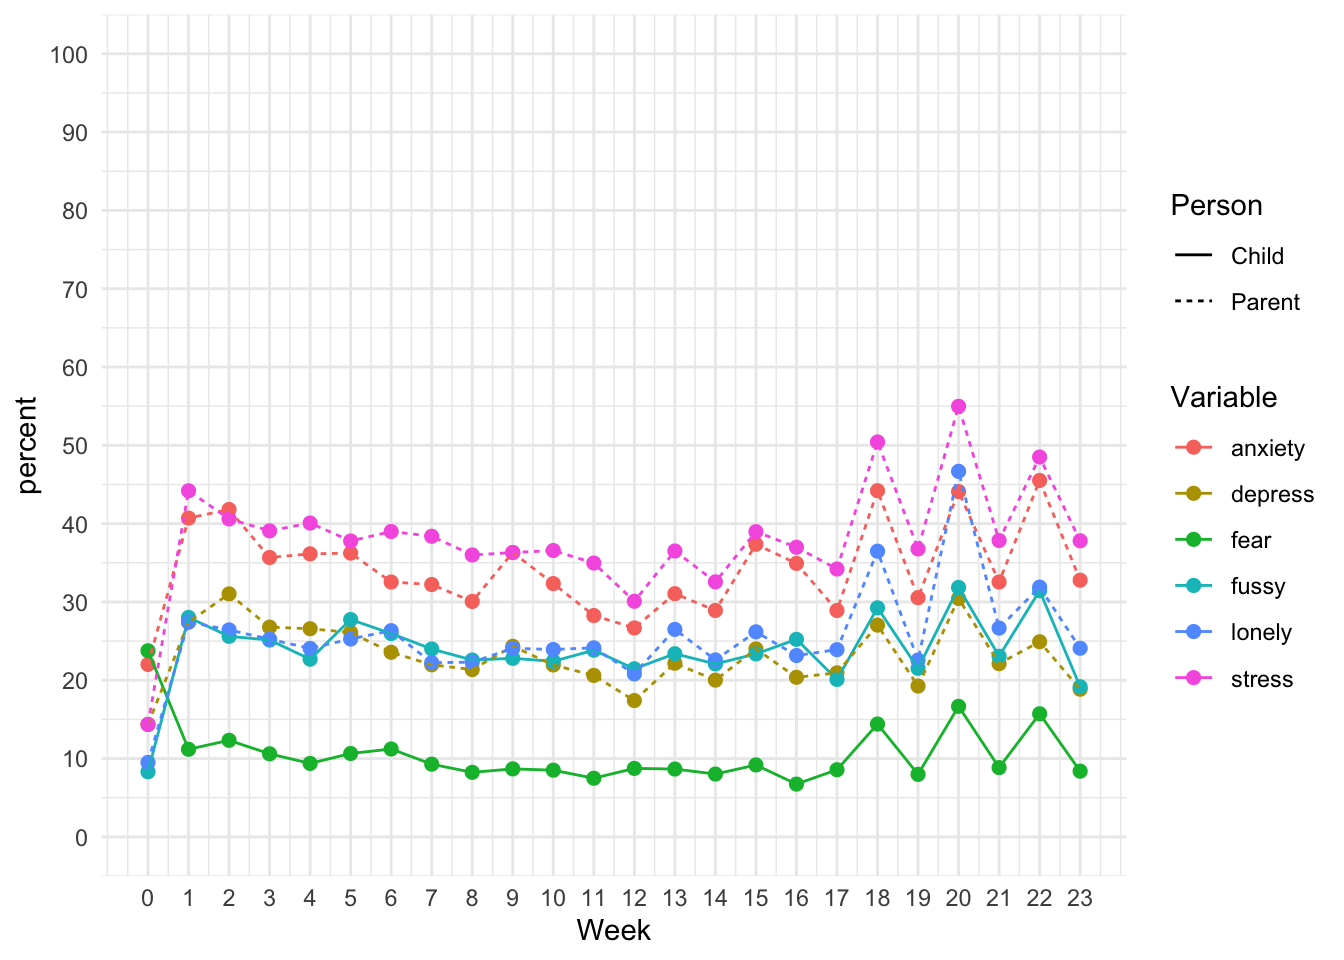 100
90
80
70
60
50
40
30
20
10
0
percent
0 1 2 3 4 5 6 7 8 9 10 11 12 13 14 15 16 17 18 19 20 21 22 23
Week
Person
Child
Parent
Variable
anxiety
depress
fear
fussy
lonely
stress